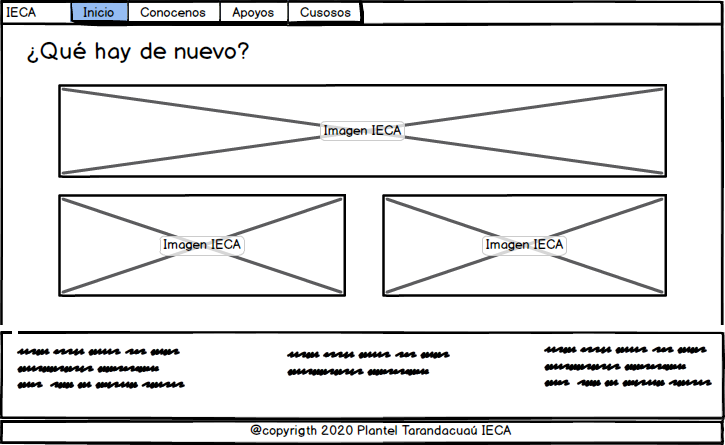 IECA Inicio Conocenos Apoyos Cusosos
¿Qué hay de nuevo?
Imagen IECA
Imagen IECA Imagen IECA
@copyrigth 2020 Plantel Tarandacuaú IECA